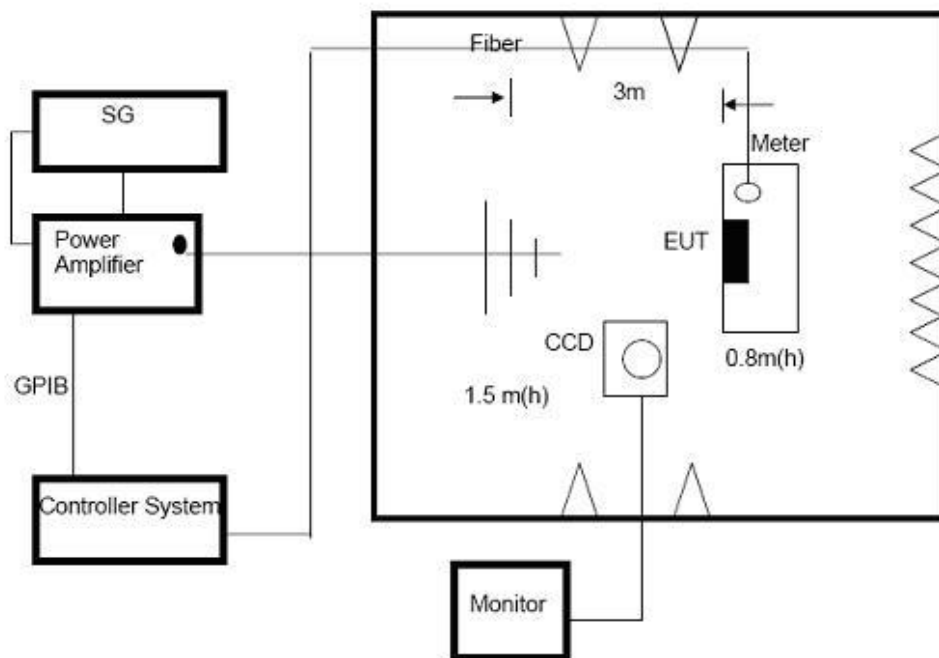 Fiber
3m
SG
Meter
Power
Amplifier
EUT
CCD
0.8m(h)
GPIB
1.5 m(h)
Controller System
Monitor